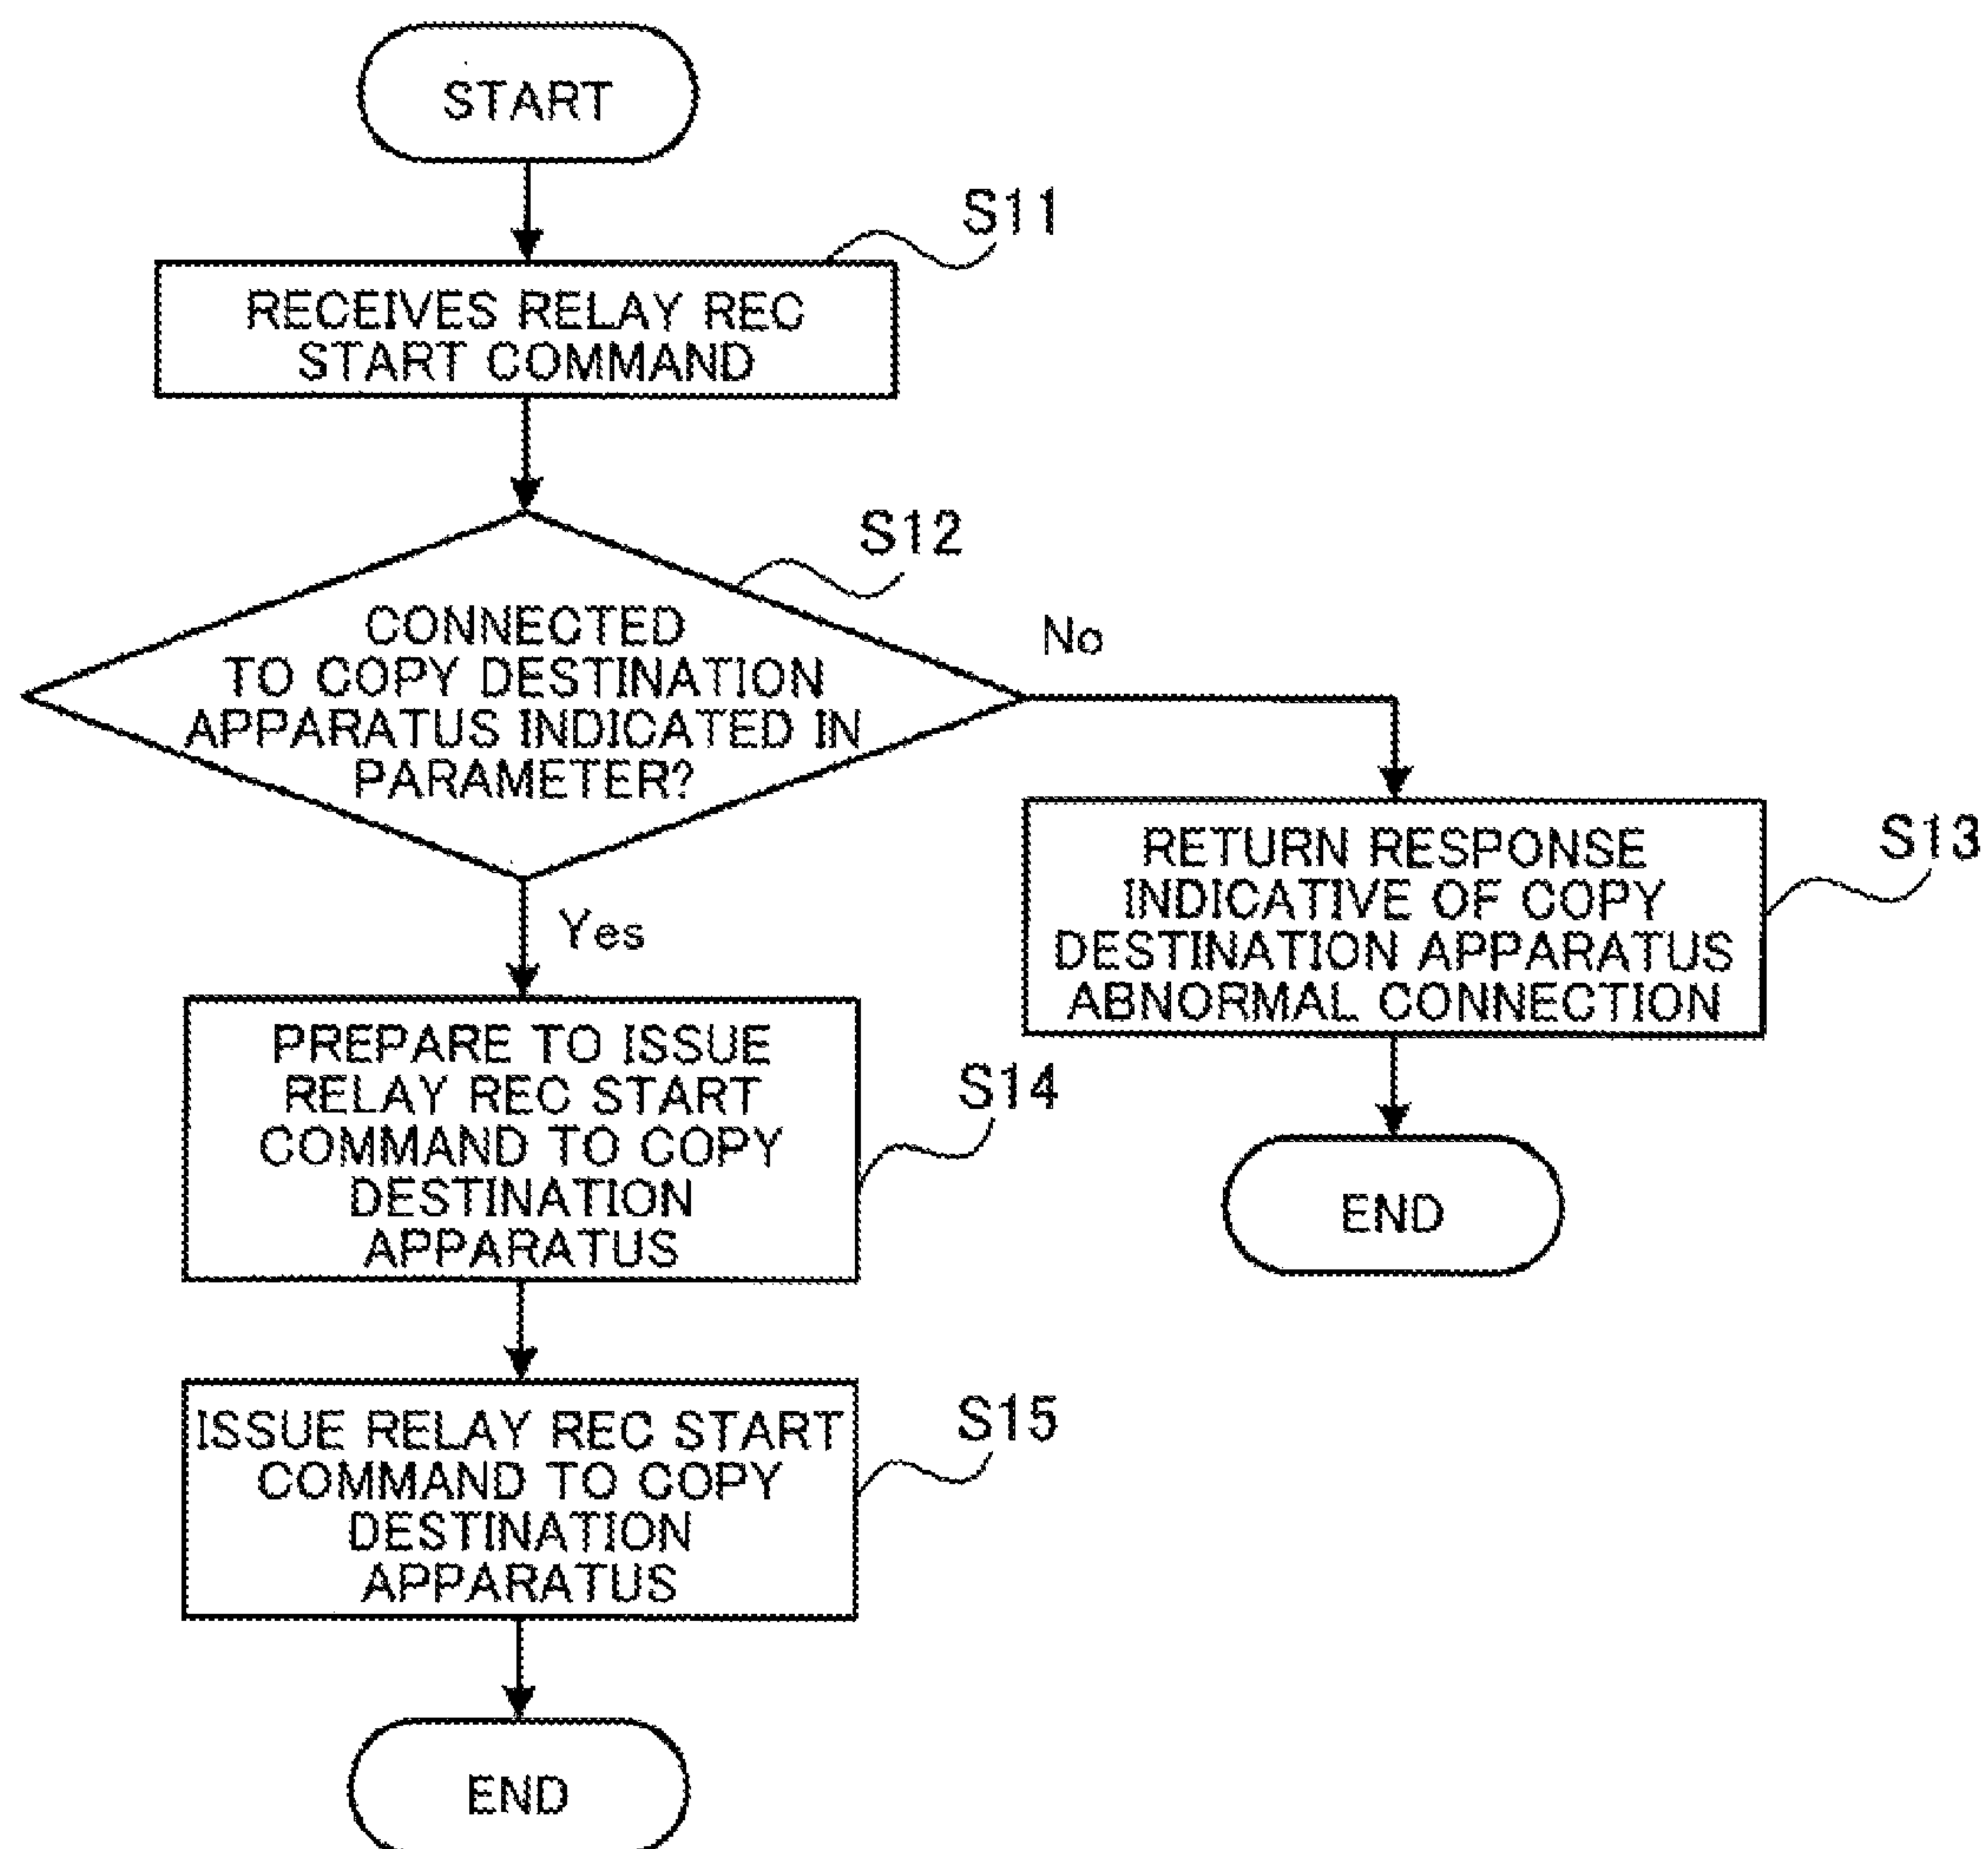 START
S11
RECEIVES RELAY REC
START COMMAND
S12
CONNECTED
TO COPY DESTINATION
APPARATUS INDICATED IN
PARAMETER?
No
Yes
RETURN RESPONSE
INDICATIVE OF COPY
DESTINATION APPARATUS
ABNORMAL CONNECTION
S13
END
PREPARE TO ISSUE
RELAY REC START
COMMAND TO COPY
DESTINATION
APPARATUS
S14
ISSUE RELAY REC START
COMMAND TO COPY
DESTINATION
APPARATUS
S15
END